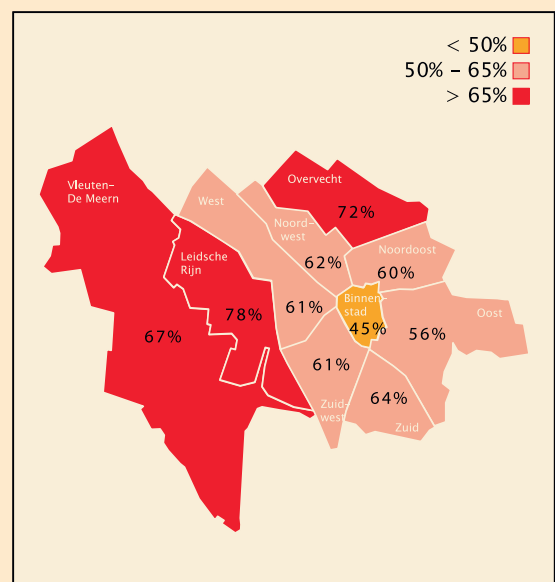 < 50%
50% – 65%
> 65%
Vleuten-
De Meern
67%
West
61%
Leidsche
Rijn
78%
Noord-
west
62%
Overvecht
72%
Noordoost
60%
Binnen-
stad
45%
Oost
56%
61%
Zuid-
west
64%
Zuid